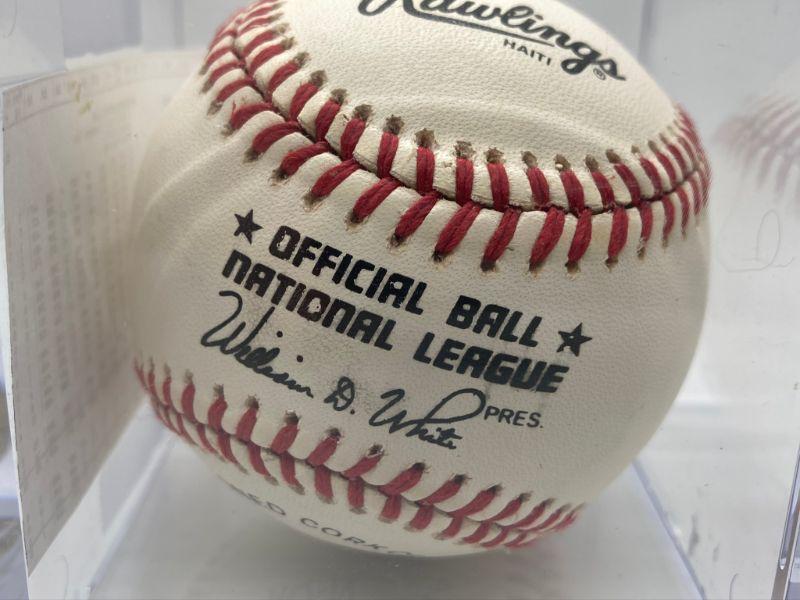 Rawlings®
HAITI
★ OFFICIAL BALL ★
NATIONAL LEAGUE
William D. White PRES.